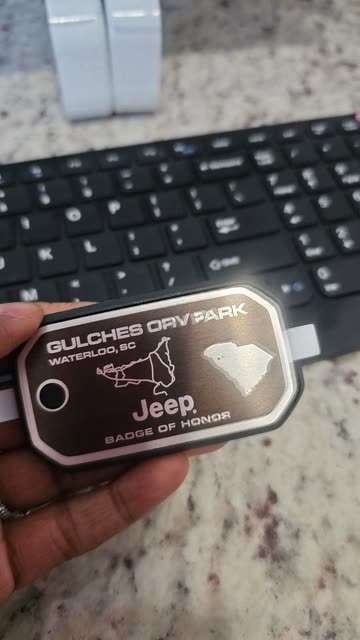 GULCHES ORV PARK
WATERLOO, SC
Jeep
BADGE OF HONOR
O
P
J
K
L
M